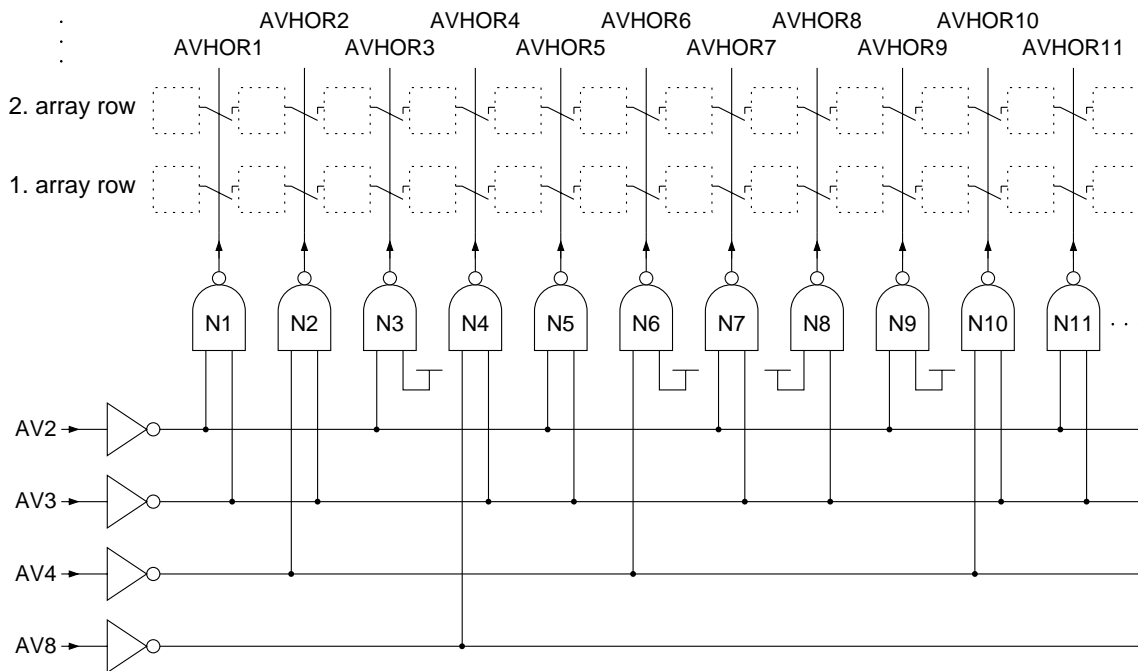 AVHOR2 AVHOR4 AVHOR6 AVHOR8 AVHOR10
AVHOR1 AVHOR3 AVHOR5 AVHOR7 AVHOR9 AVHOR11
2. array row
1. array row
N1 N2 N3 N4 N5 N6 N7 N8 N9 N10 N11
AV2
AV3
AV4
AV8